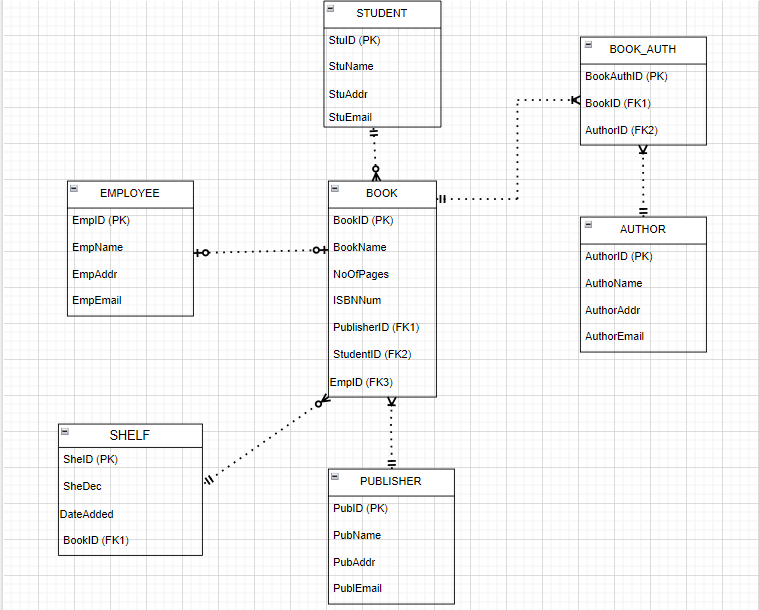 STUDENT
StuID (PK)
StuName
StuAddr
StuEmail
BOOK_AUTH
BookAuthID (PK)
BookID (FK1)
AuthorID (FK2)
EMPLOYEE
EmpID (PK)
EmpName
EmpAddr
EmpEmail
BOOK
BookID (PK)
BookName
NoOfPages
ISBNNum
PublisherID (FK1)
StudentID (FK2)
EmpID (FK3)
AUTHOR
AuthorID (PK)
AuthoName
AuthorAddr
AuthorEmail
SHELF
SheID (PK)
SheDec
DateAdded
BookID (FK1)
PUBLISHER
PubID (PK)
PubName
PubAddr
PublEmail